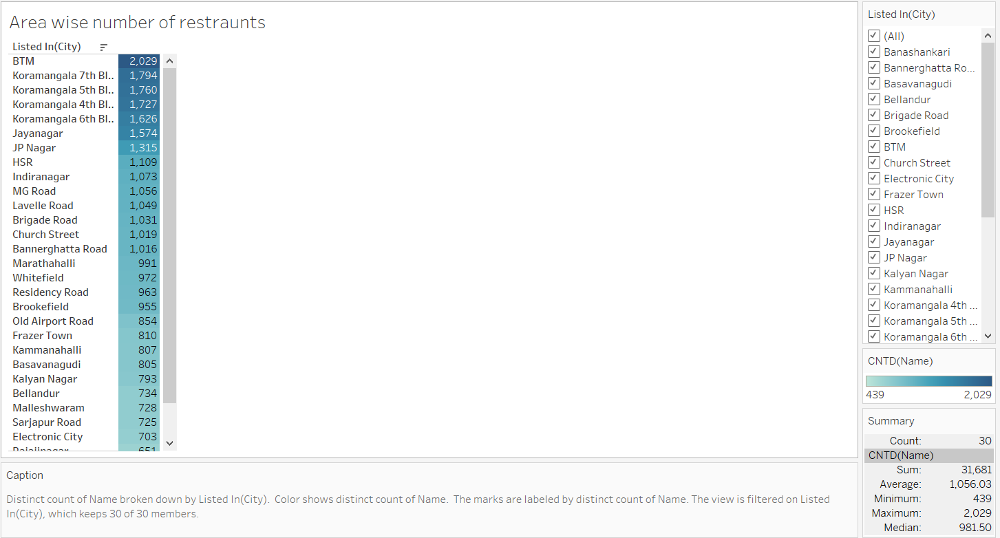 Area wise number of restraunts
Listed In(City)
BTM 2,029
Koramangala 7th Bl.. 1,794
Koramangala 5th Bl.. 1,760
Koramangala 4th Bl.. 1,727
Koramangala 6th Bl.. 1,626
Jayanagar 1,574
JP Nagar 1,315
HSR 1,109
Indiranagar 1,073
MG Road 1,056
Lavelle Road 1,049
Brigade Road 1,031
Church Street 1,019
Bannerghatta Road 1,016
Marathahalli 991
Whitefield 972
Residency Road 963
Brookefield 955
Old Airport Road 854
Frazer Town 810
Kammanahalli 807
Basavanagudi 805
Kalyan Nagar 793
Bellandur 734
Malleshwaram 728
Sarjapur Road 725
Electronic City 703
Rajajinagar 651
Caption
Distinct count of Name broken down by Listed In(City).  Color shows distinct count of Name.  The marks are labeled by distinct count of Name. The view is filtered on Listed
In(City), which keeps 30 of 30 members.
Listed In(City)
(All)
Banashankari
Bannerghatta Ro...
Basavanagudi
Bellandur
Brigade Road
Brookefield
BTM
Church Street
Electronic City
Frazer Town
HSR
Indiranagar
Jayanagar
JP Nagar
Kalyan Nagar
Kammanahalli
Koramangala 4th ...
Koramangala 5th ...
Koramangala 6th ...
CNTD(Name)
439 2,029
Summary
Count: 30
CNTD(Name)
Sum: 31,681
Average: 1,056.03
Minimum: 439
Maximum: 2,029
Median: 981.50